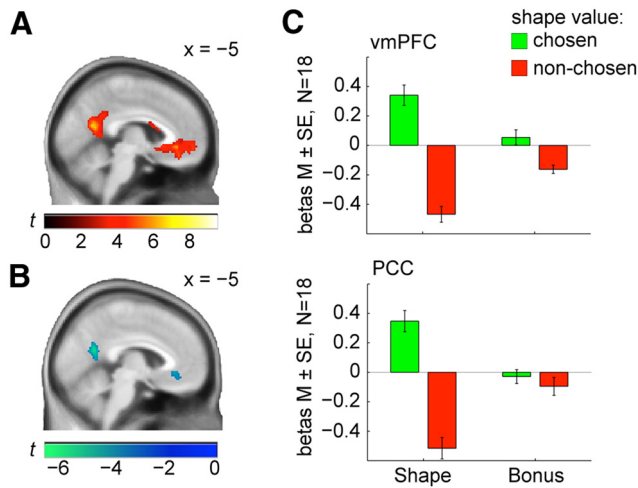 A
x = −5
t
0 2 4 6 8
B
x = −5
t
−6 −4 −2 0
C
shape value:
chosen
non-chosen
vmPFC
betas M ± SE, N=18
0.4
0
−0.2
−0.4
PCC
betas M ± SE, N=18
0.4
0.2
0
−0.2
−0.4
Shape Bonus